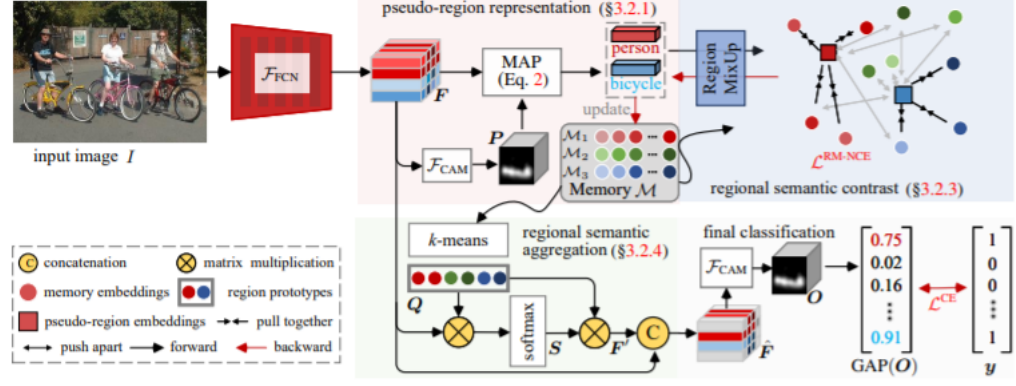 pseudo-region representation (§3.2.1)
input image I
F_FCN
F
MAP
(Eq. 2)
person
bicycle
Region
MixUp
P
F_CAM
update
M_1
M_2
M_3
Memory M
L^RM-NCE
regional semantic contrast (§3.2.3)
k-means
regional semantic
aggregation (§3.2.4)
Q
softmax
S
F'
C
final classification
F_CAM
O
F̂
0.75
0.02
0.16
0.91
GAP(O)
L^CE
1
0
0
1
y
C concatenation
matrix multiplication
memory embeddings
region prototypes
pseudo-region embeddings
pull together
push apart
forward
backward